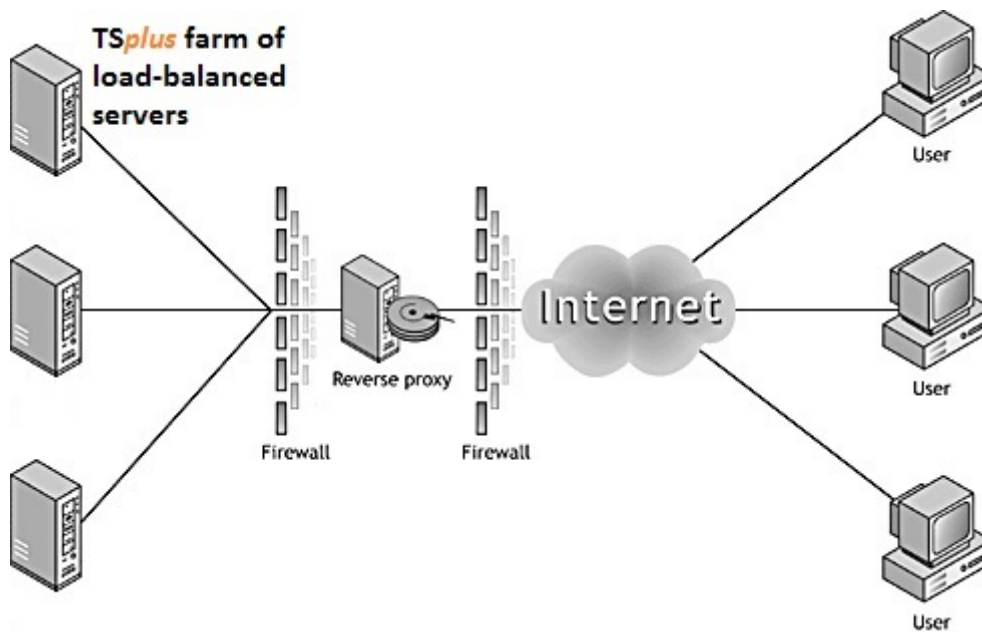 TSplus farm of
load-balanced
servers
User
Internet
User
Reverse proxy
Firewall
Firewall
User